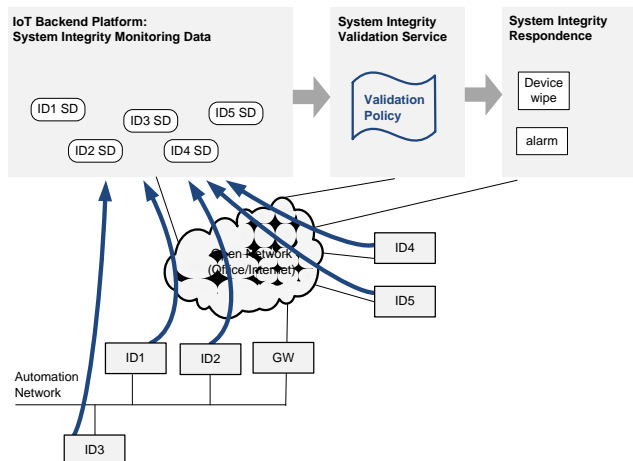 IoT Backend Platform:
System Integrity Monitoring Data
System Integrity
Validation Service
System Integrity
Respondence
ID1 SD
ID2 SD
ID3 SD
ID4 SD
ID5 SD
Validation
Policy
Device
wipe
alarm
Open Network
(Office/Internet)
ID4
ID5
ID1
ID2
GW
Automation
Network
ID3